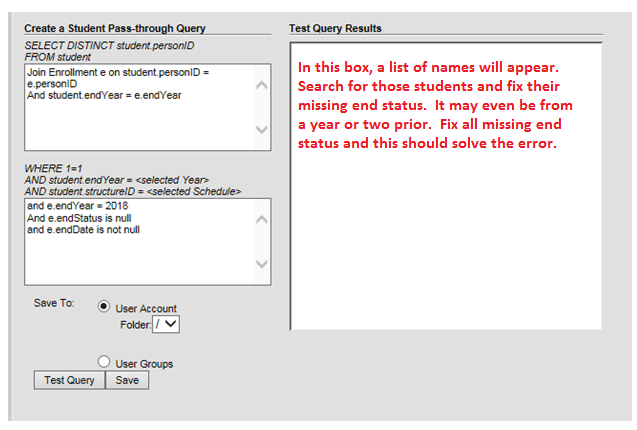 Create a Student Pass-through Query
SELECT DISTINCT student.personID
FROM student
Join Enrollment e on student.personID =
e.personID
And student.endYear = e.endYear
WHERE 1=1
AND student.endYear = <selected Year>
AND student.structureID = <selected Schedule>
and e.endYear = 2018
And e.endStatus is null
and e.endDate is not null
Save To:
User Account
Folder: /
User Groups
Test Query
Save
Test Query Results
In this box, a list of names will appear.
Search for those students and fix their
missing end status.  It may even be from
a year or two prior.  Fix all missing end
status and this should solve the error.